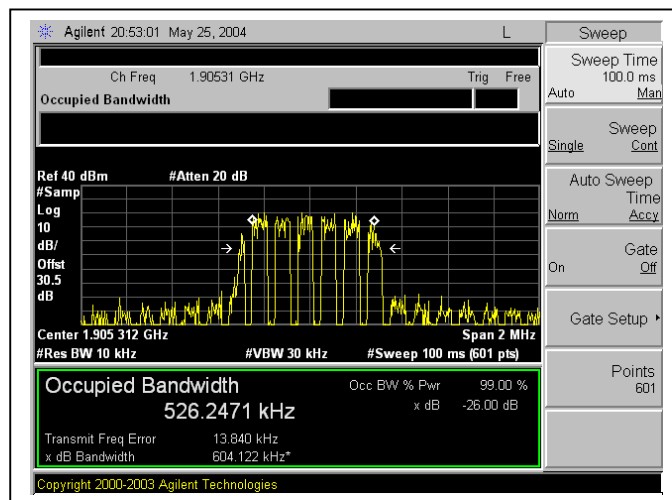 Agilent 20:53:01 May 25, 2004 L
Ch Freq 1.90531 GHz Trig Free
Occupied Bandwidth
Ref 40 dBm #Atten 20 dB
#Samp
Log
10
dB/
Offst
30.5
dB
Center 1.905 312 GHz Span 2 MHz
#Res BW 10 kHz #VBW 30 kHz #Sweep 100 ms (601 pts)
Occupied Bandwidth
526.2471 kHz
Occ BW % Pwr 99.00 %
x dB -26.00 dB
Transmit Freq Error 13.840 kHz
x dB Bandwidth 604.122 kHz*
Copyright 2000-2003 Agilent Technologies
Sweep
Sweep Time
100.0 ms
Auto Man
Sweep
Single Cont
Auto Sweep
Time
Norm Accy
Gate
On Off
Gate Setup
Points
601